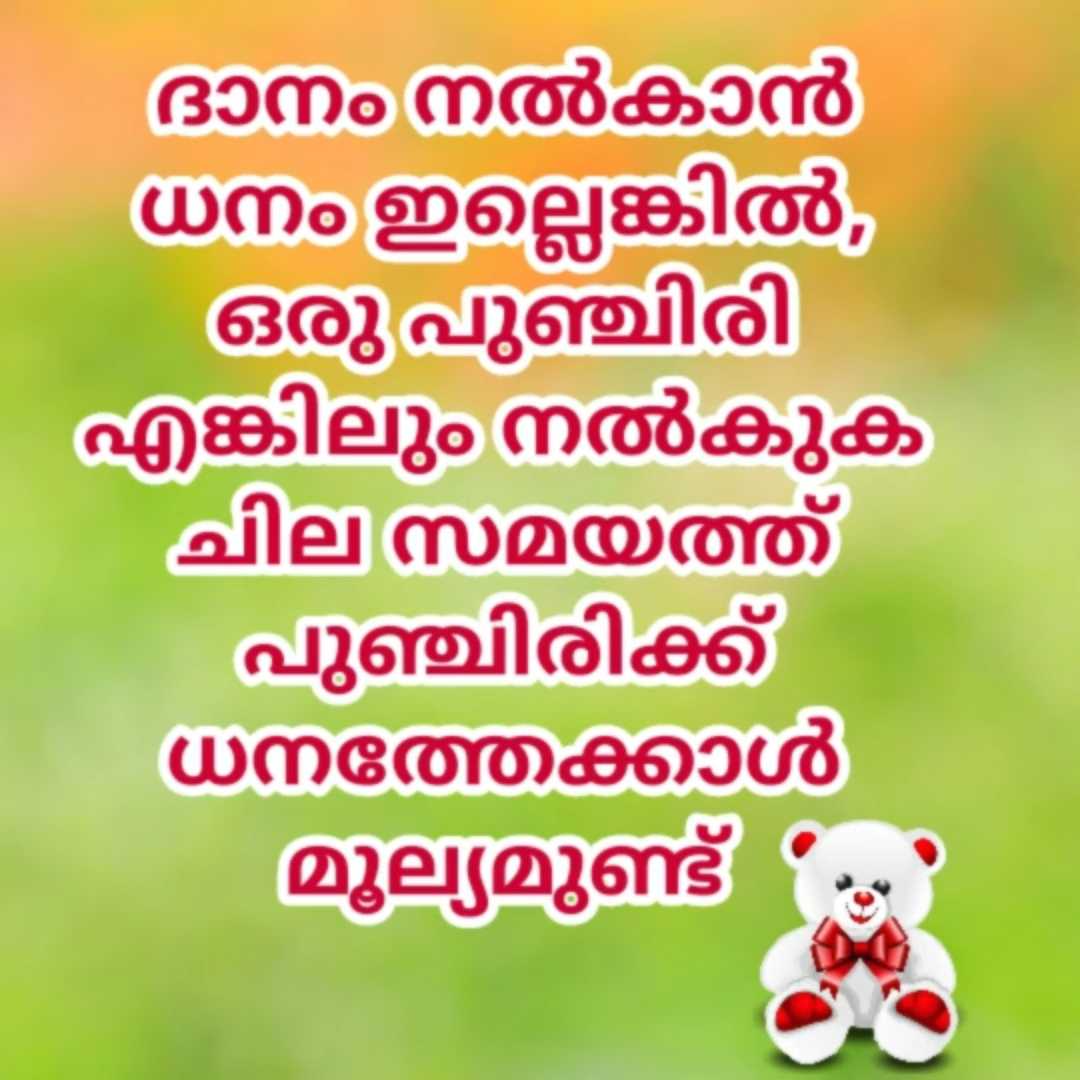 ദാനം നൽകാൻ
ധനം ഇല്ലെങ്കിൽ,
ഒരു പുഞ്ചിരി
എങ്കിലും നൽകുക
ചില സമയത്ത്
പുഞ്ചിരിക്ക്
ധനത്തേക്കാൾ
മൂല്യമുണ്ട്